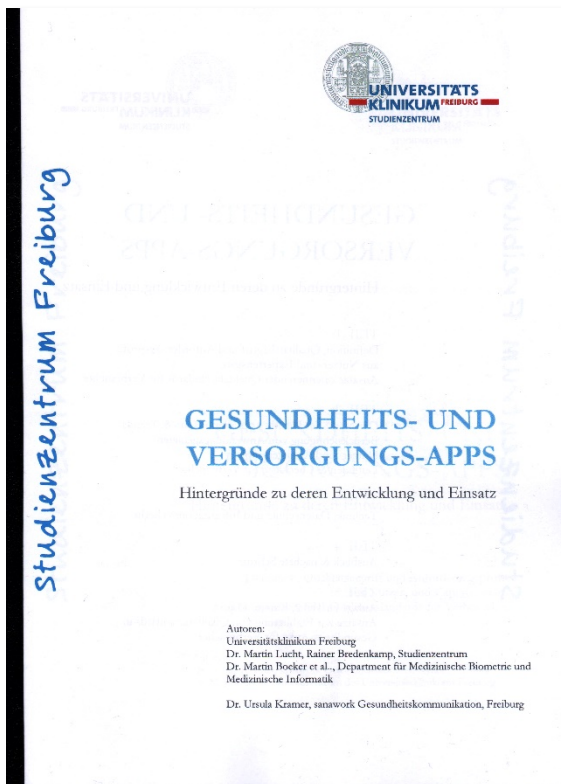 UNIVERSITÄTS
KLINIKUM FREIBURG
STUDIENZENTRUM
Studienzentrum Freiburg
GESUNDHEITS- UND
VERSORGUNGS-APPS
Hintergründe zu deren Entwicklung und Einsatz
Autoren:
Universitätsklinikum Freiburg
Dr. Martin Lucht, Rainer Bredenkamp, Studienzentrum
Dr. Martin Boeker et al., Department für Medizinische Biometrie und
Medizinische Informatik
Dr. Ursula Kramer, sanawork Gesundheitskommunikation, Freiburg